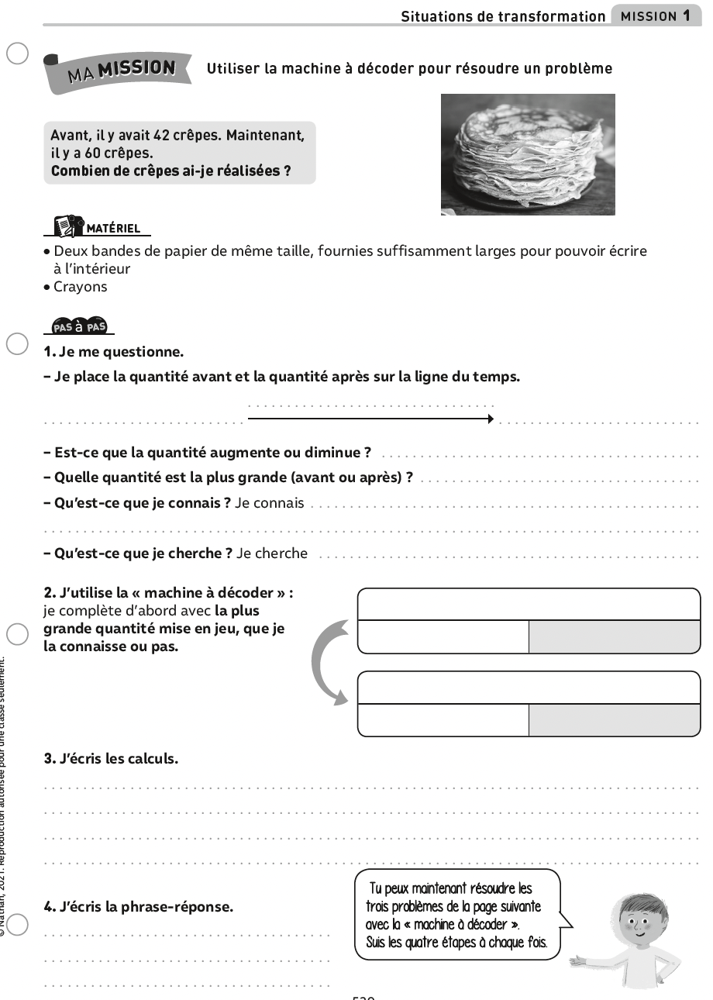 Situations de transformation MISSION 1
MA MISSION Utiliser la machine à décoder pour résoudre un problème
Avant, il y avait 42 crêpes. Maintenant,
il y a 60 crêpes.
Combien de crêpes ai-je réalisées ?
MATÉRIEL
• Deux bandes de papier de même taille, fournies suffisamment larges pour pouvoir écrire
à l’intérieur
• Crayons
PAS à PAS
1. Je me questionne.
– Je place la quantité avant et la quantité après sur la ligne du temps.
– Est-ce que la quantité augmente ou diminue ?
– Quelle quantité est la plus grande (avant ou après) ?
– Qu’est-ce que je connais ? Je connais
– Qu’est-ce que je cherche ? Je cherche
2. J’utilise la « machine à décoder » :
je complète d’abord avec la plus
grande quantité mise en jeu, que je
la connaisse ou pas.
3. J’écris les calculs.
4. J’écris la phrase-réponse.
Tu peux maintenant résoudre les
trois problèmes de la page suivante
avec la « machine à décoder ».
Suis les quatre étapes à chaque fois.
© Nathan, 2021. Reproduction autorisée pour une classe seulement.